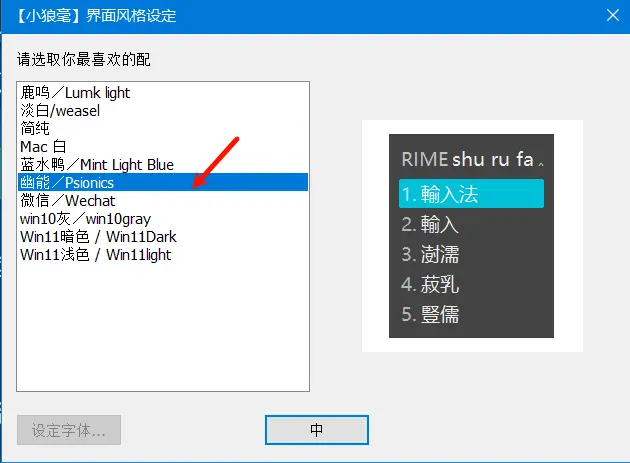 【小狼毫】界面风格设定
请选取你最喜欢的配
鹿鸣／Lumk light
淡白/weasel
简纯
Mac 白
蓝水鸭／Mint Light Blue
幽能／Psionics
微信／Wechat
win10灰／win10gray
Win11暗色 / Win11Dark
Win11浅色 / Win11light
RIME shu ru fa‸
1. 輸入法
2. 輸入
3. 澍濡
4. 菽乳
5. 豎儒
设定字体...
中